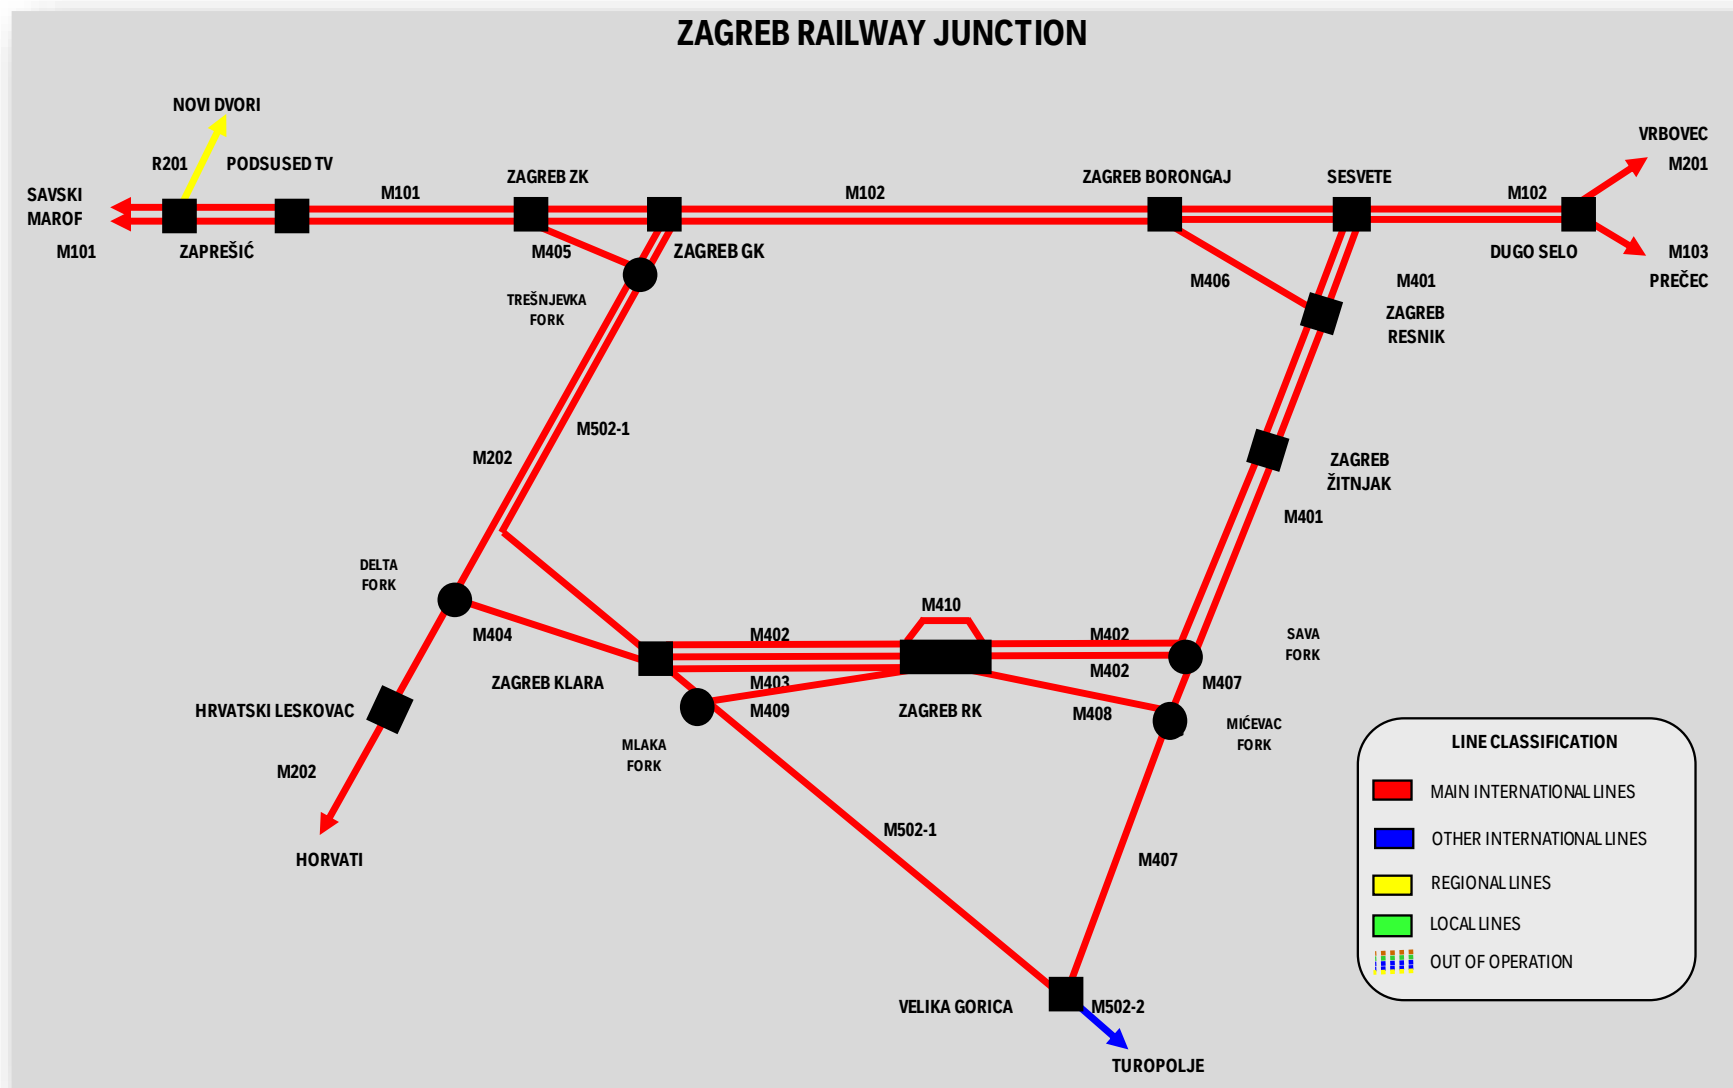 ZAGREB RAILWAY JUNCTION
NOVI DVORI
VRBOVEC
R201
PODSUSED TV
M201
ZAGREB ZK
ZAGREB BORONGAJ
SESVETE
SAVSKI
MAROF
M101
M102
M102
M101
ZAPREŠIĆ
M405
ZAGREB GK
DUGO SELO
M103
PREČEC
M406
M401
TREŠNJEVKA
FORK
ZAGREB
RESNIK
M502-1
M202
ZAGREB
ŽITNJAK
M401
DELTA
FORK
M410
M404
M402
M402
SAVA
FORK
M402
ZAGREB KLARA
M403
M407
HRVATSKI LESKOVAC
M409
ZAGREB RK
M408
MIĆEVAC
FORK
MLAKA
FORK
M202
HORVATI
M502-1
M407
VELIKA GORICA
M502-2
TUROPOLJE
LINE CLASSIFICATION
MAIN INTERNATIONAL LINES
OTHER INTERNATIONAL LINES
REGIONAL LINES
LOCAL LINES
OUT OF OPERATION